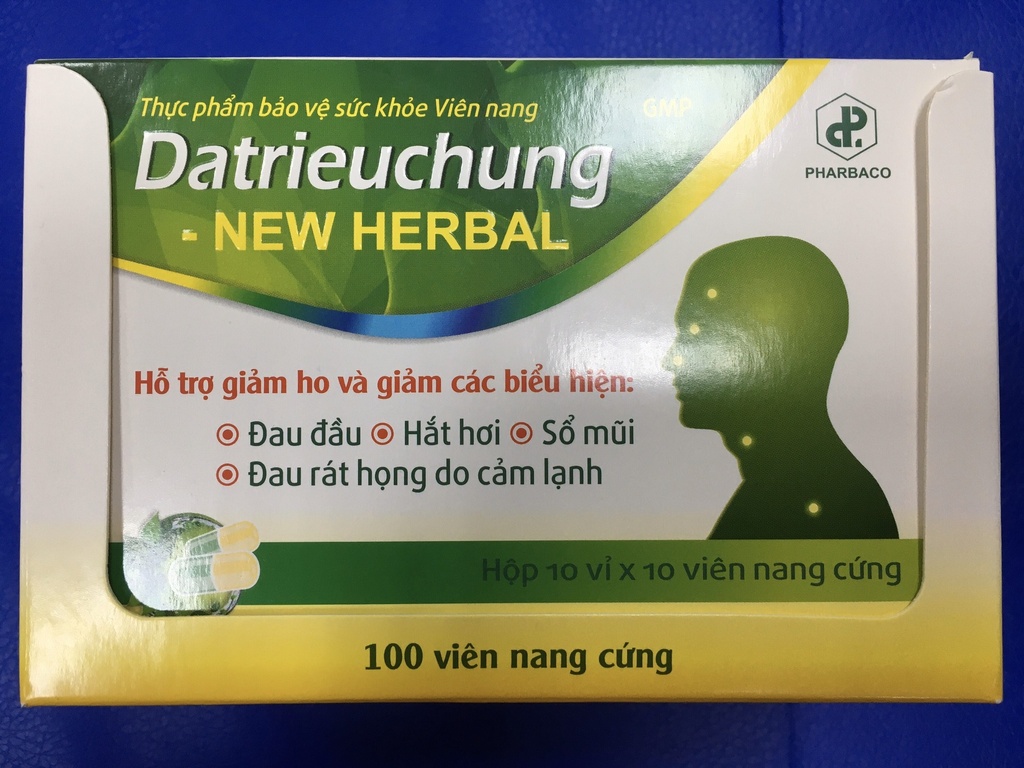 Thực phẩm bảo vệ sức khỏe Viên nang
GMP
Datrieuchung
- NEW HERBAL
PHARBACO
Hỗ trợ giảm ho và giảm các biểu hiện:
Đau đầu Hắt hơi Sổ mũi
Đau rát họng do cảm lạnh
Hộp 10 vỉ x 10 viên nang cứng
100 viên nang cứng